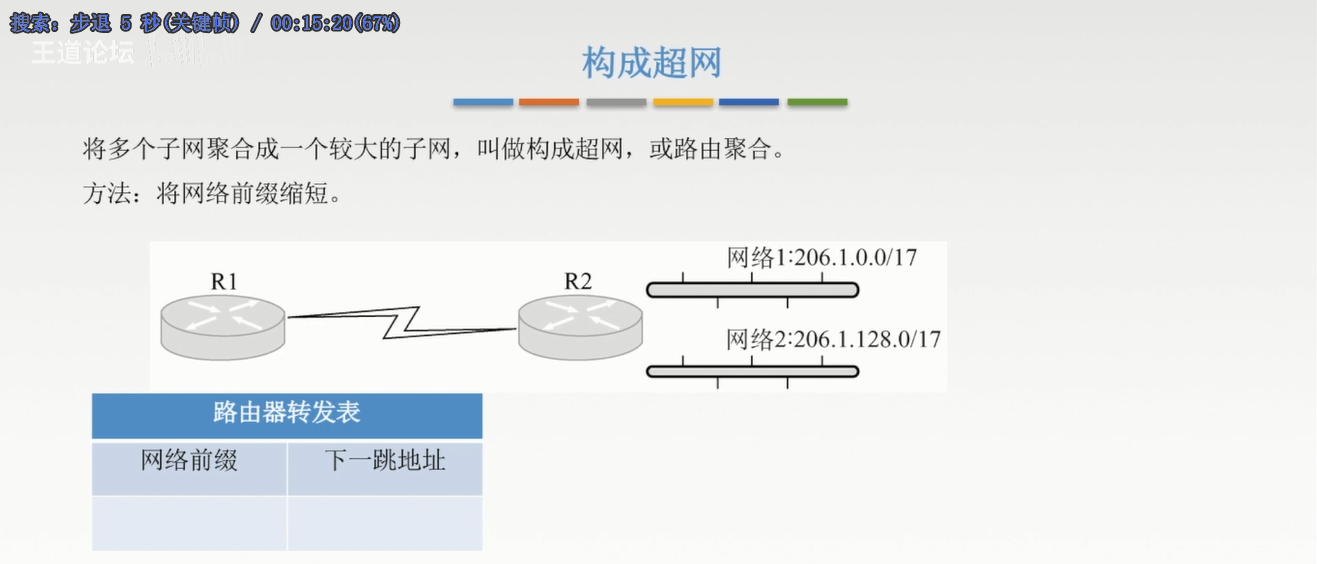 搜索: 步退 5 秒(关键帧) / 00:15:20(67%)
王道论坛
构成超网
将多个子网聚合成一个较大的子网，叫做构成超网，或路由聚合。
方法：将网络前缀缩短。
网络1:206.1.0.0/17
R1
R2
网络2:206.1.128.0/17
路由器转发表
网络前缀
下一跳地址